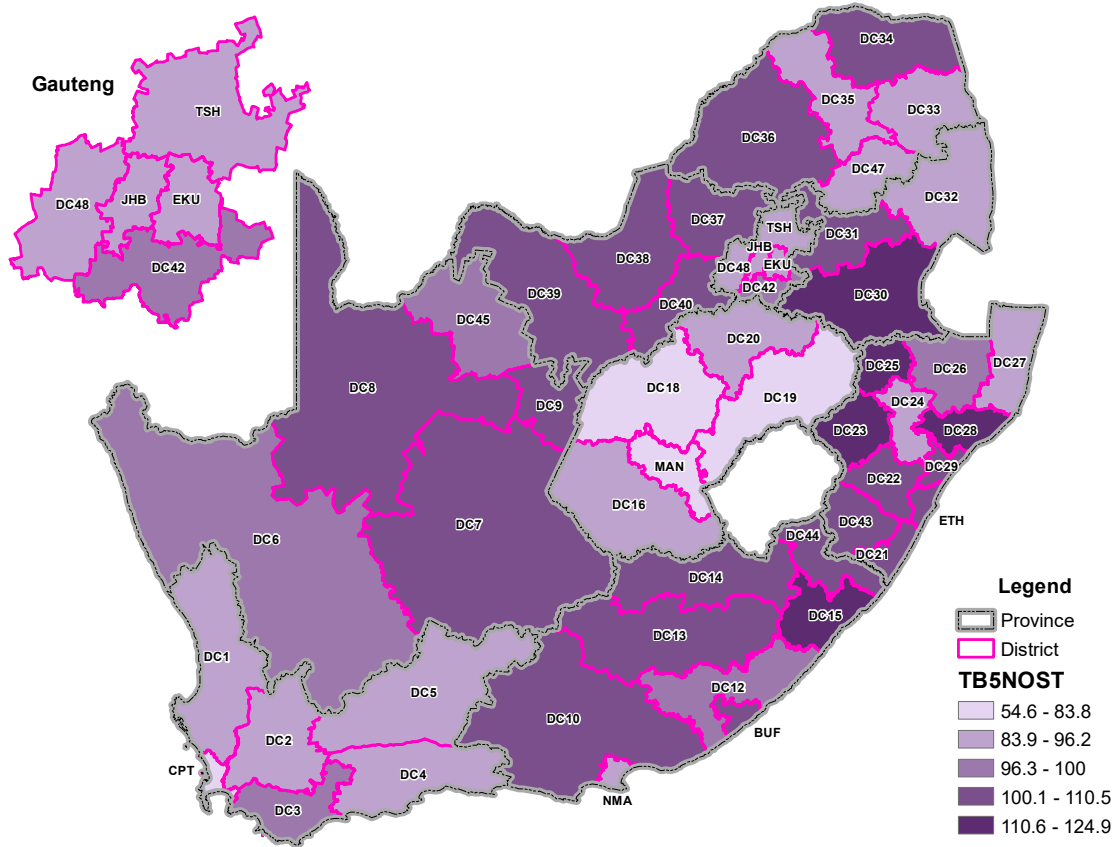 Gauteng
TSH
DC48
JHB
EKU
DC42
DC34
DC35
DC33
DC36
DC47
DC32
DC37
TSH
DC31
JHB
DC38
DC48
EKU
DC39
DC42
DC30
DC40
DC45
DC20
DC25
DC26
DC27
DC8
DC18
DC19
DC24
DC9
DC23
DC28
MAN
DC29
DC22
DC16
DC7
DC43
ETH
DC6
DC44
DC21
DC14
DC15
DC13
DC1
DC5
DC12
DC10
BUF
DC2
CPT
DC4
NMA
DC3
Legend
Province
District
TB5NOST
54.6 - 83.8
83.9 - 96.2
96.3 - 100
100.1 - 110.5
110.6 - 124.9